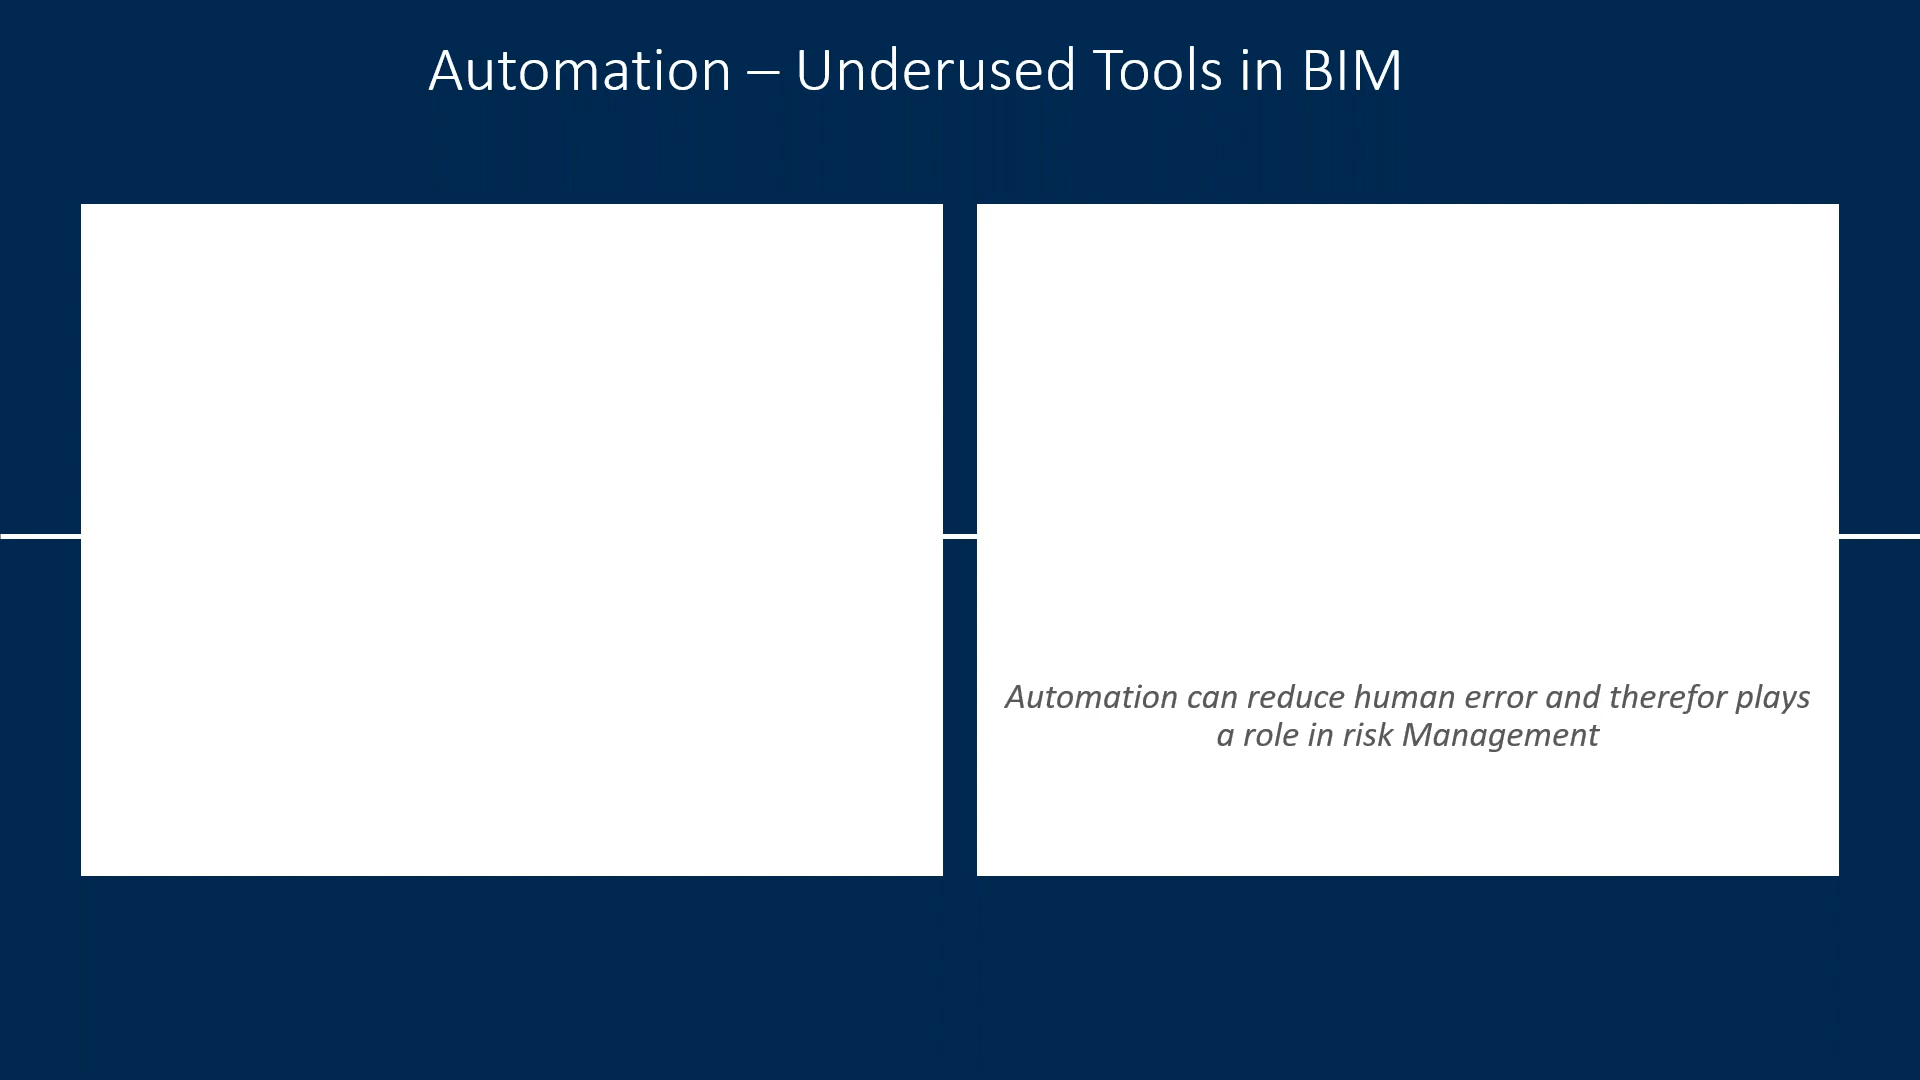 Automation – Underused Tools in BIM
Automation can reduce human error and therefor plays
a role in risk Management